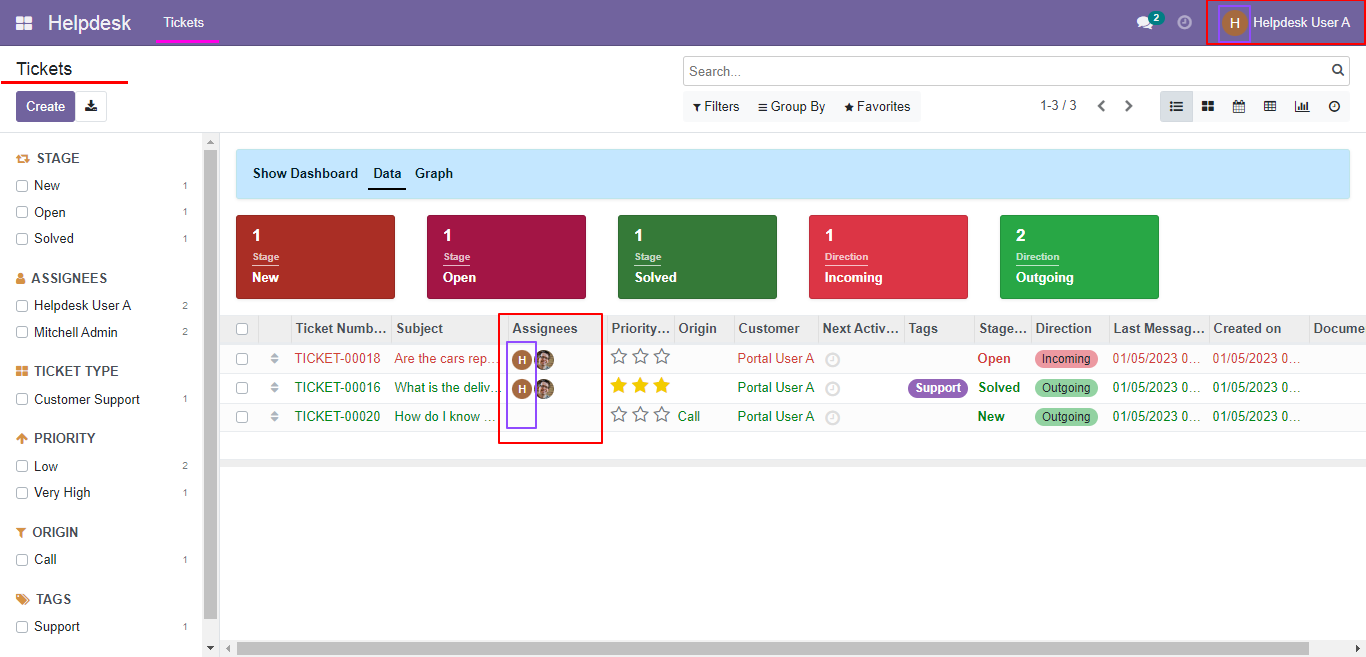 Helpdesk Tickets 2 H Helpdesk User A
Tickets
Search...
Create
Filters Group By Favorites 1-3 / 3
STAGE
New 1
Open 1
Solved 1
ASSIGNEES
Helpdesk User A 2
Mitchell Admin 2
TICKET TYPE
Customer Support 1
PRIORITY
Low 2
Very High 1
ORIGIN
Call 1
TAGS
Support 1
Show Dashboard Data Graph
1 1 1 1 2
Stage Stage Stage Direction Direction
New Open Solved Incoming Outgoing
Ticket Numb... Subject Assignees Priority... Origin Customer Next Activ... Tags Stage... Direction Last Messag... Created on Docume
TICKET-00018 Are the cars rep... H Portal User A Open Incoming 01/05/2023 0... 01/05/2023 0...
TICKET-00016 What is the deliv... H Portal User A Support Solved Outgoing 01/05/2023 0... 01/05/2023 0...
TICKET-00020 How do I know ... Call Portal User A New Outgoing 01/05/2023 0... 01/05/2023 0...